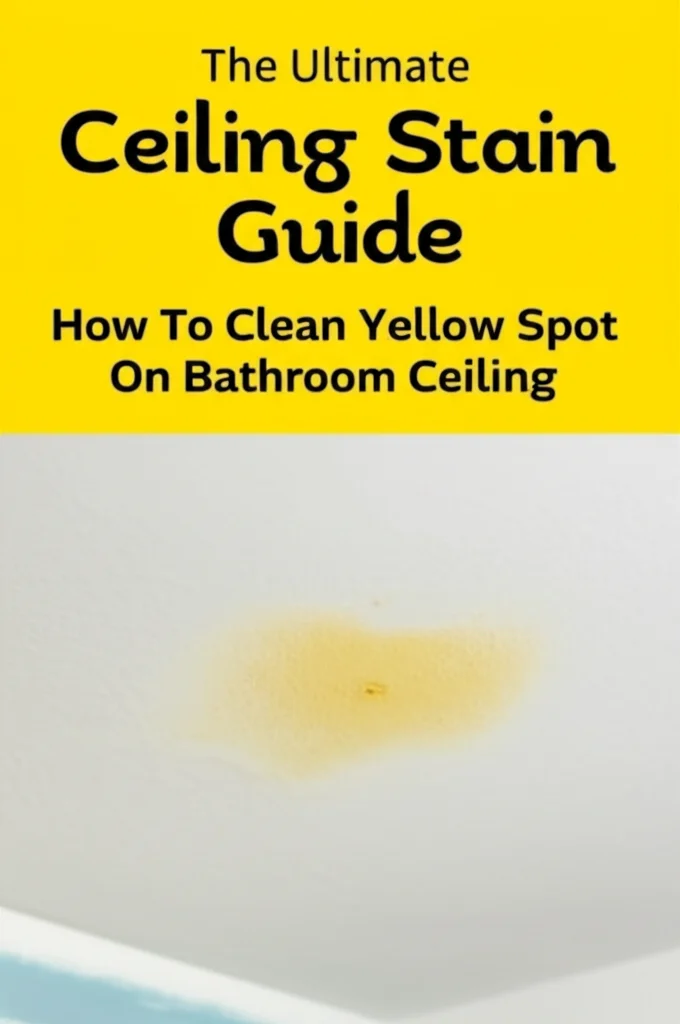 The Ultimate
Ceiling Stain
Guide
How To Clean Yellow Spot
On Bathroom Ceiling